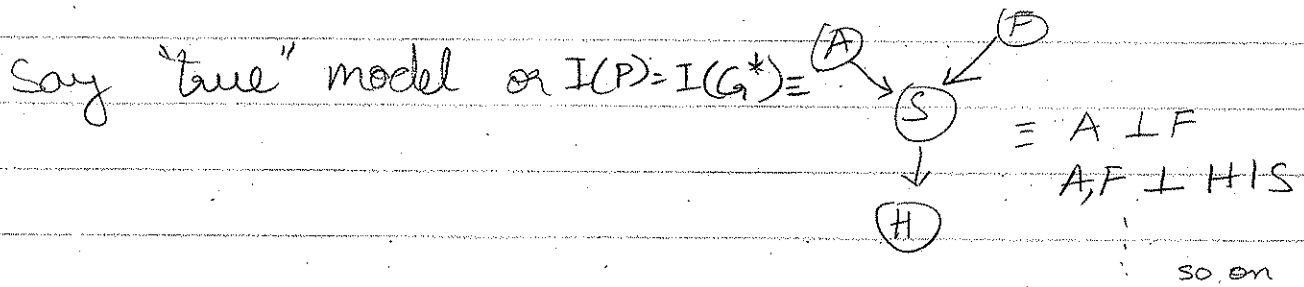 Say "true" model or I(P)=I(G*)≡
A
F
S
H
≡ A ⊥ F
A,F ⊥ H|S
so on